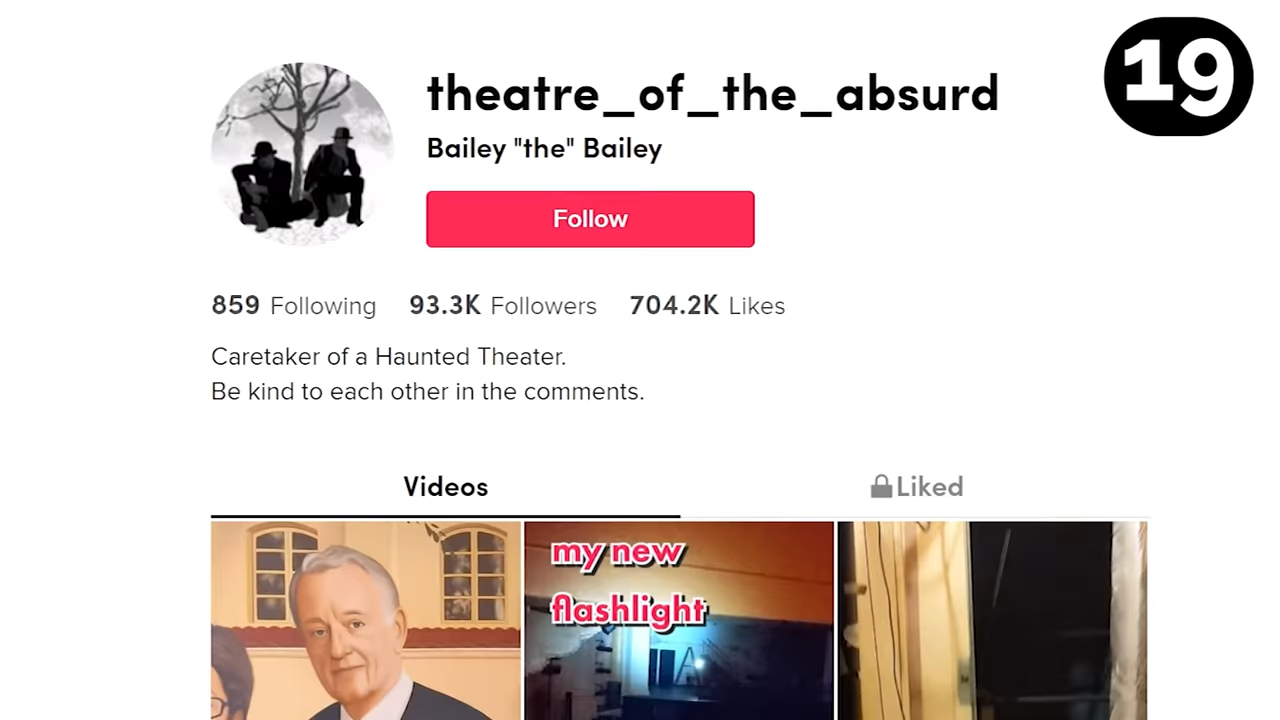 19
theatre_of_the_absurd
Bailey "the" Bailey
Follow
859 Following 93.3K Followers 704.2K Likes
Caretaker of a Haunted Theater.
Be kind to each other in the comments.
Videos Liked
my new
flashlight